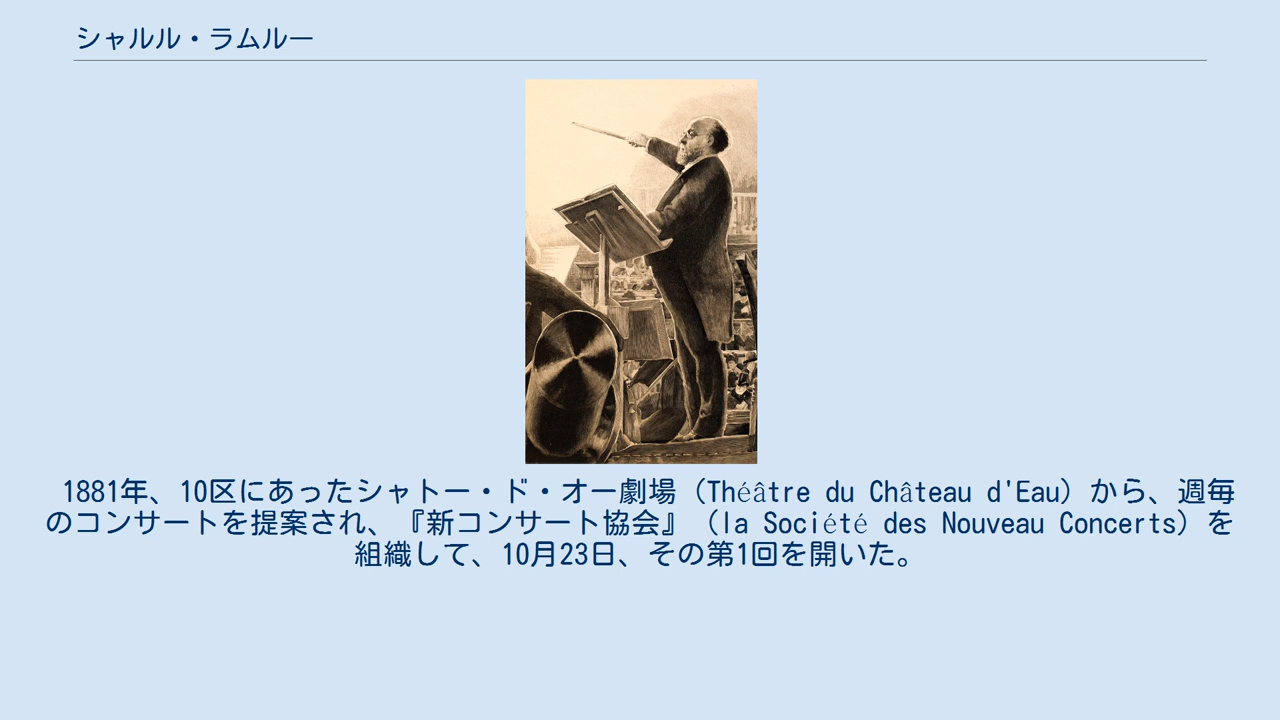 シャルル・ラムルー
1881年、10区にあったシャトー・ド・オー劇場（Théâtre du Château d'Eau）から、週毎
のコンサートを提案され、『新コンサート協会』（la Société des Nouveau Concerts）を
組織して、10月23日、その第1回を開いた。